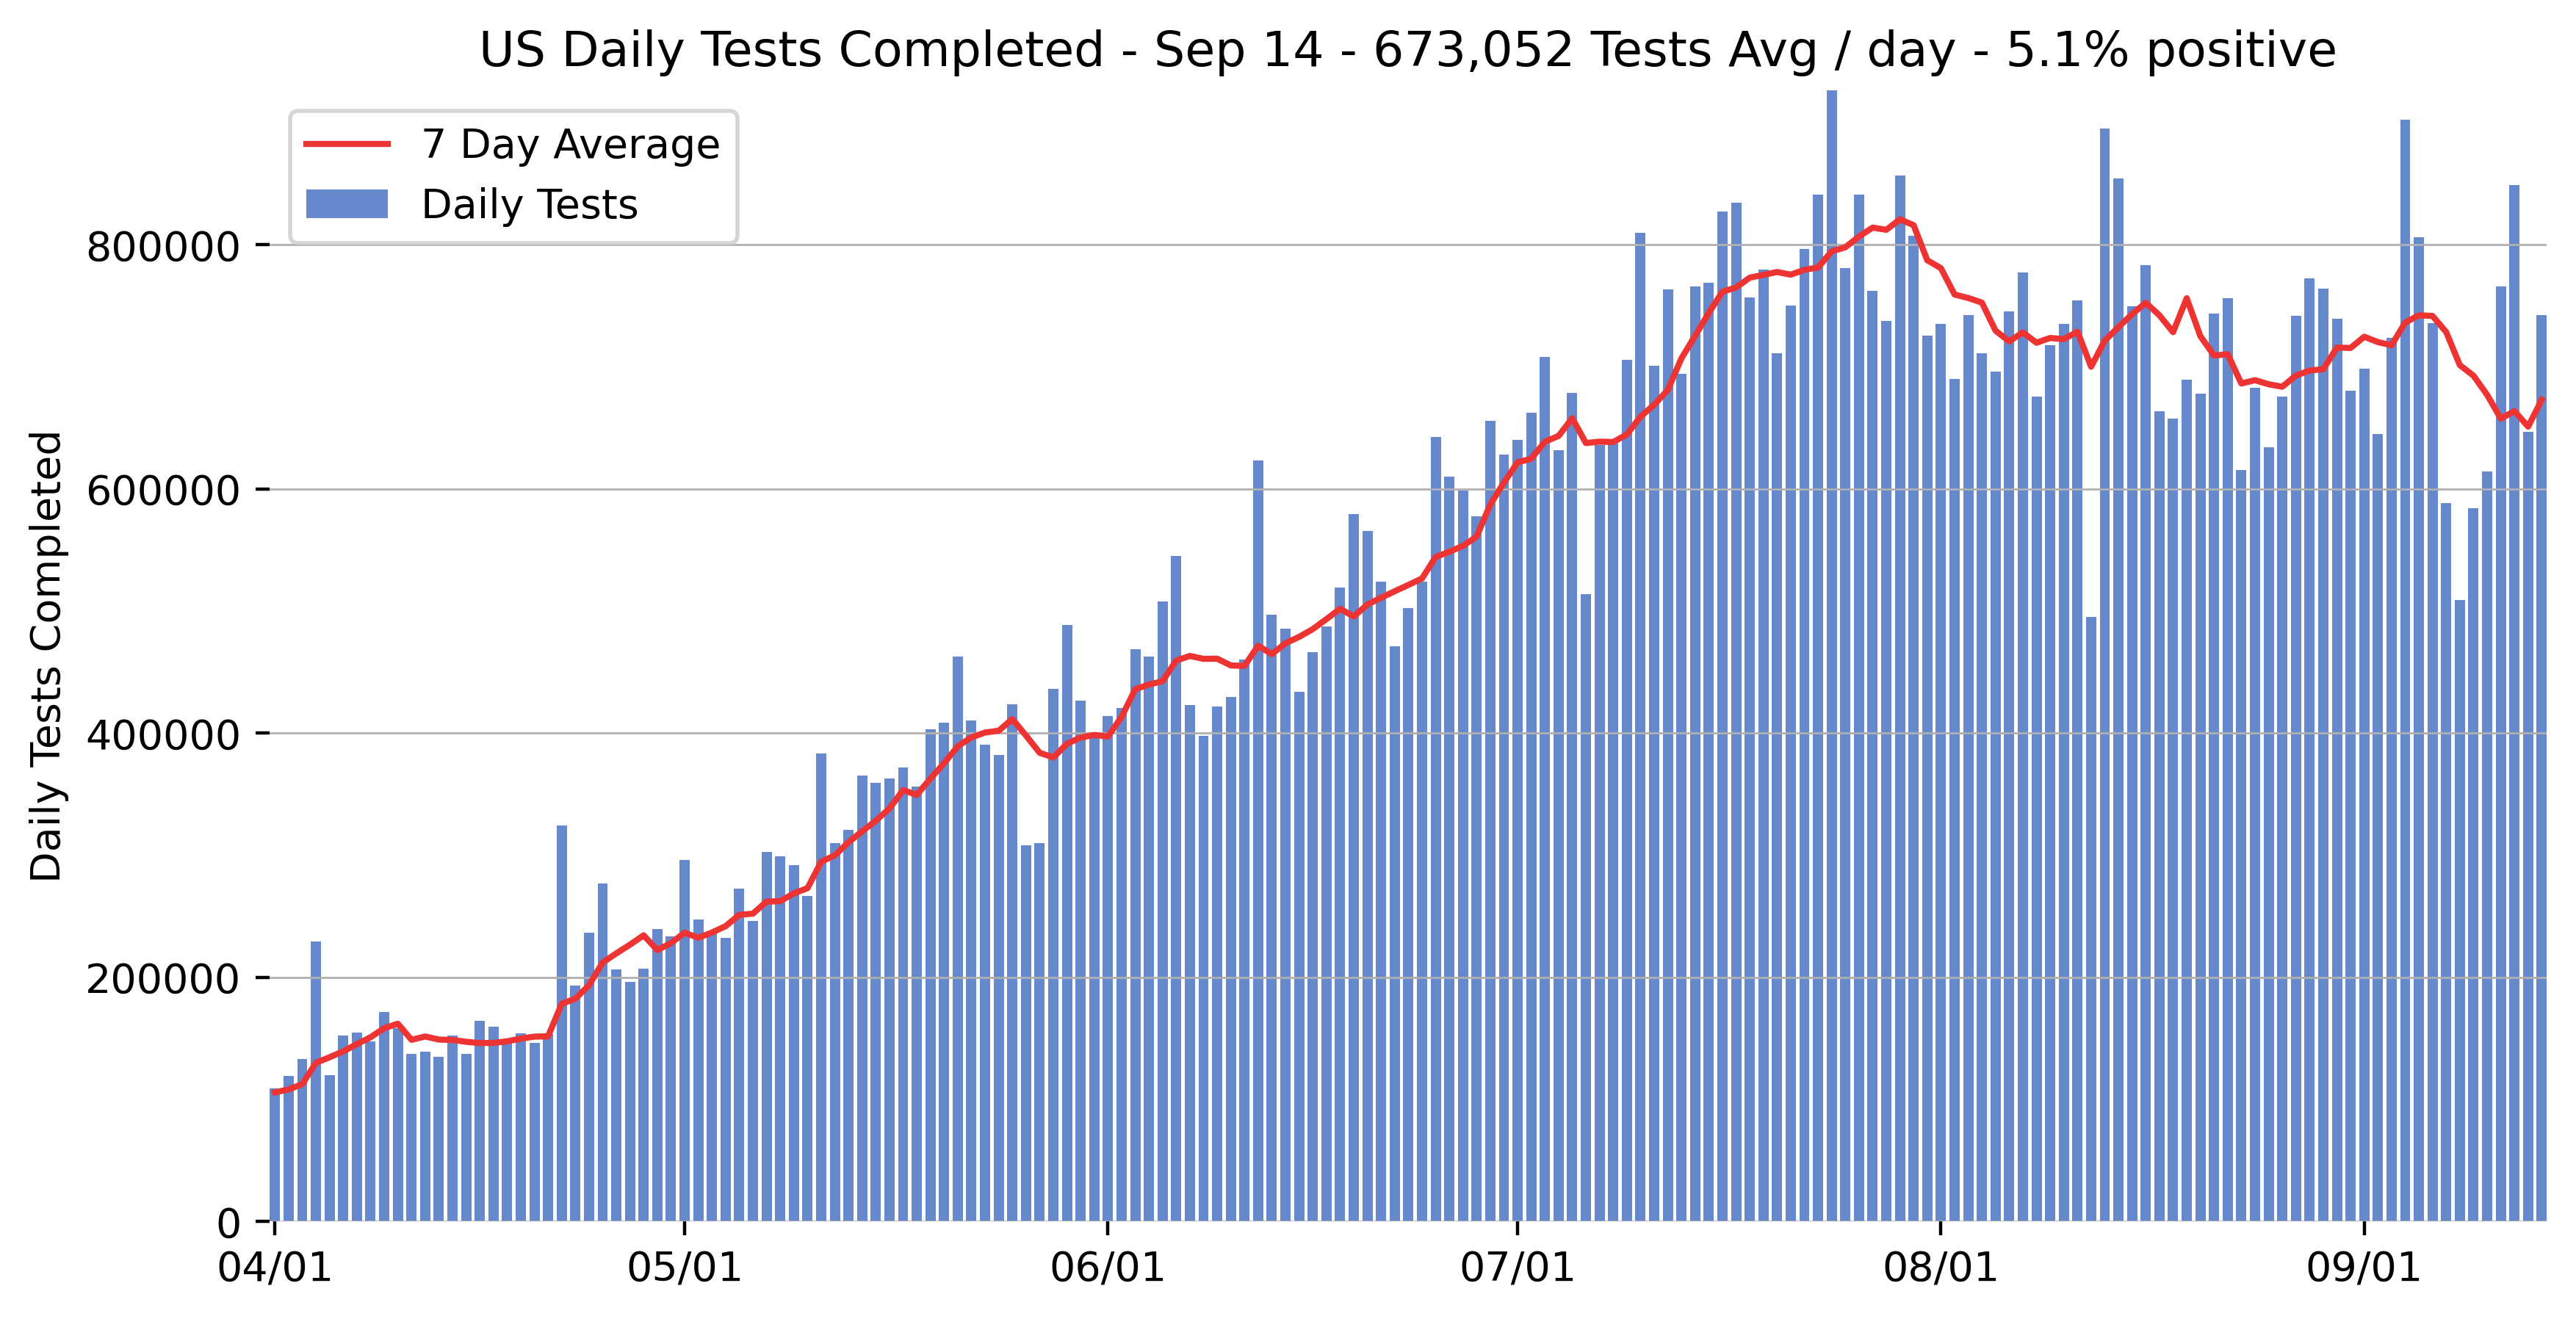 US Daily Tests Completed - Sep 14 - 673,052 Tests Avg / day - 5.1% positive
7 Day Average
Daily Tests
Daily Tests Completed
800000
600000
400000
200000
0
04/01 05/01 06/01 07/01 08/01 09/01